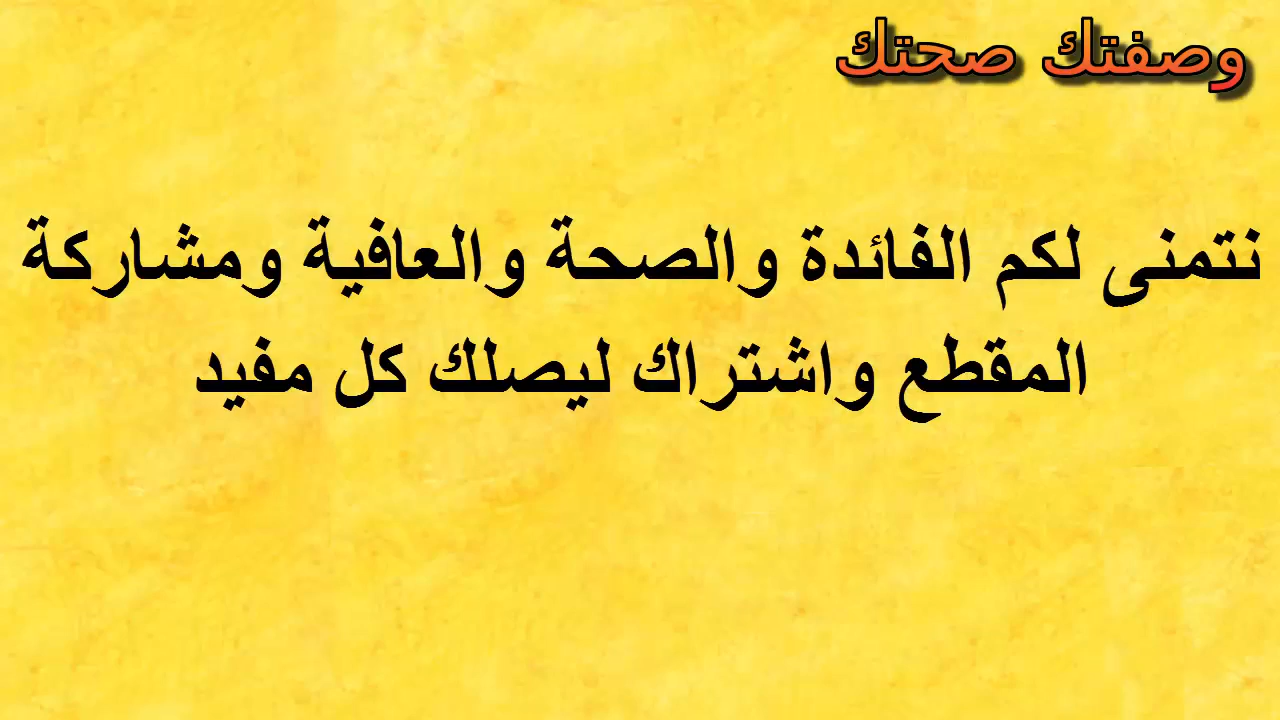 وصفتك صحتك
نتمنى لكم الفائدة والصحة والعافية ومشاركة
المقطع واشتراك ليصلك كل مفيد